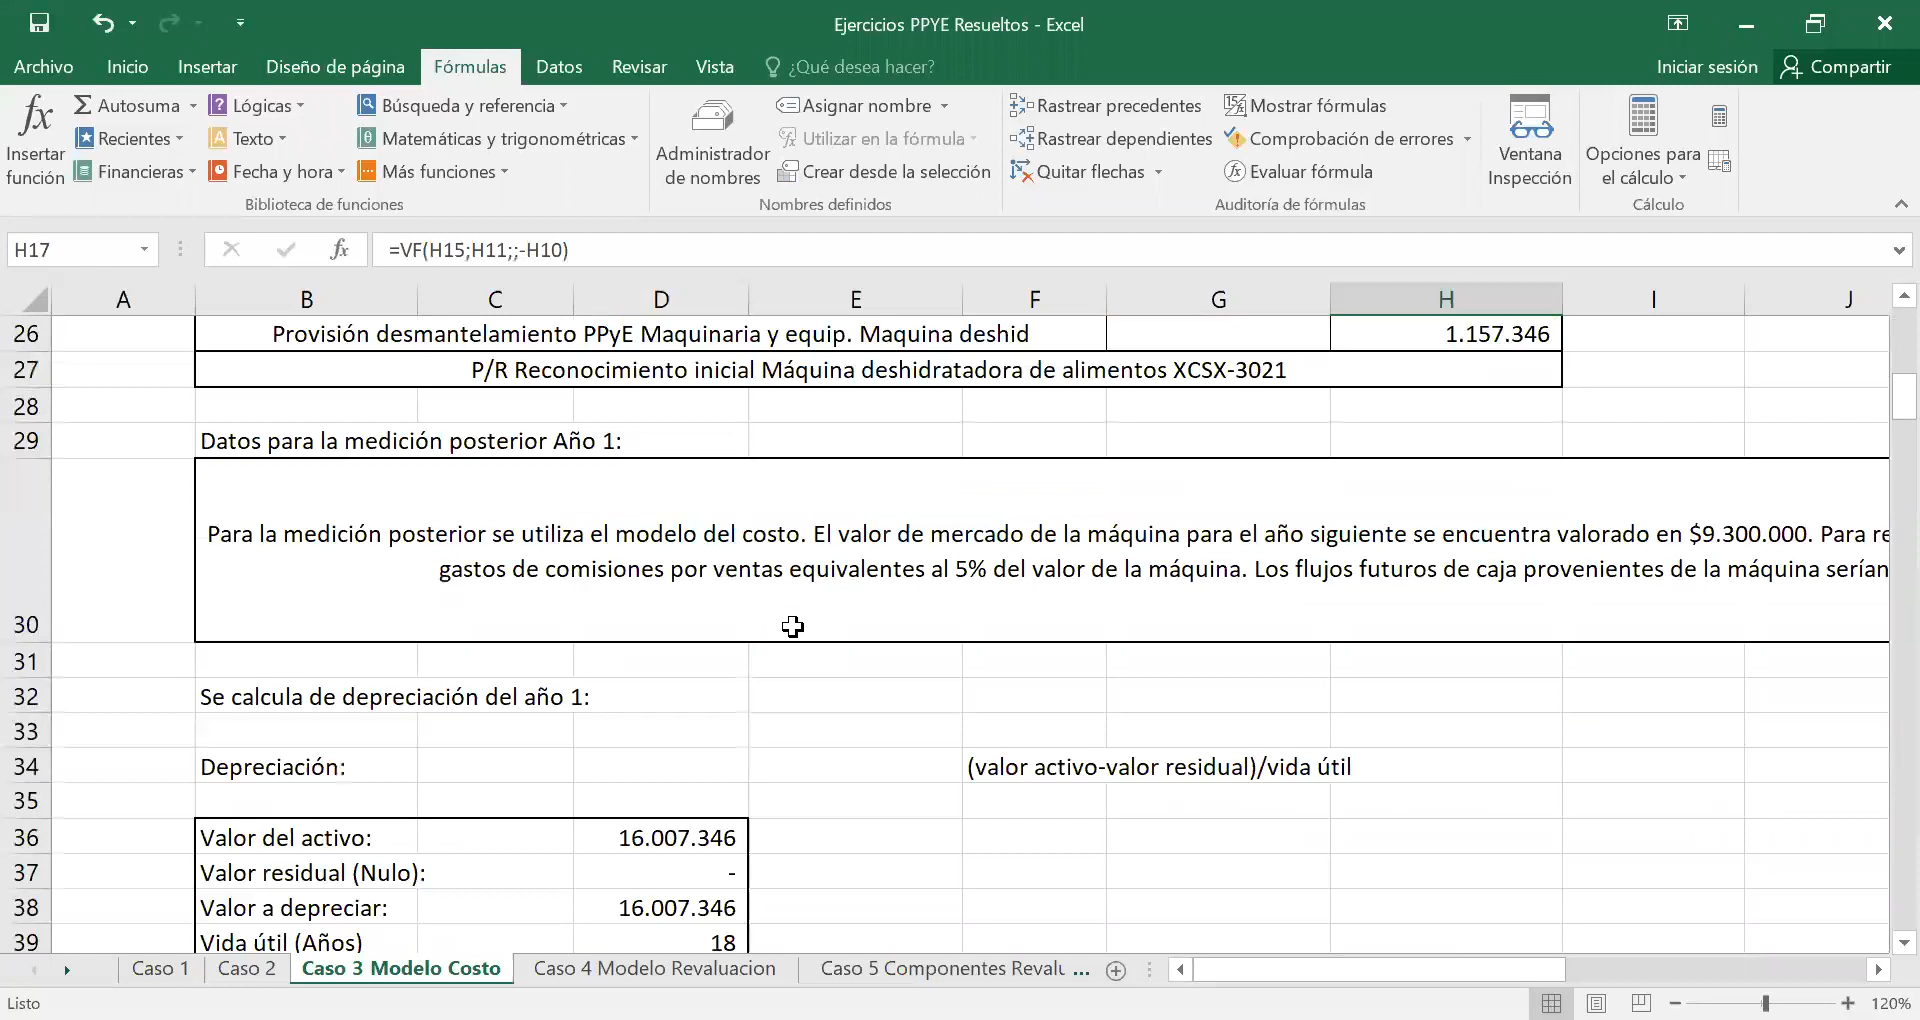 Ejercicios PPYE Resueltos - Excel
Archivo Inicio Insertar Diseño de página Fórmulas Datos Revisar Vista ¿Qué desea hacer? Iniciar sesión Compartir
Autosuma Lógicas Búsqueda y referencia Asignar nombre Rastrear precedentes Mostrar fórmulas
Recientes Texto Matemáticas y trigonométricas Utilizar en la fórmula Rastrear dependientes Comprobación de errores
Insertar función Financieras Fecha y hora Más funciones Administrador de nombres Crear desde la selección Quitar flechas Evaluar fórmula Ventana Inspección Opciones para el cálculo
Biblioteca de funciones Nombres definidos Auditoría de fórmulas Cálculo
H17 fx =VF(H15;H11;;-H10)
A B C D E F G H I J
26 Provisión desmantelamiento PPyE Maquinaria y equip. Maquina deshid 1.157.346
27 P/R Reconocimiento inicial Máquina deshidratadora de alimentos XCSX-3021
28
29 Datos para la medición posterior Año 1:
Para la medición posterior se utiliza el modelo del costo. El valor de mercado de la máquina para el año siguiente se encuentra valorado en $9.300.000. Para re
gastos de comisiones por ventas equivalentes al 5% del valor de la máquina. Los flujos futuros de caja provenientes de la máquina serían
30
31
32 Se calcula de depreciación del año 1:
33
34 Depreciación: (valor activo-valor residual)/vida útil
35
36 Valor del activo: 16.007.346
37 Valor residual (Nulo): -
38 Valor a depreciar: 16.007.346
39 Vida útil (Años) 18
Caso 1 Caso 2 Caso 3 Modelo Costo Caso 4 Modelo Revaluacion Caso 5 Componentes Revalu ...
Listo 120%